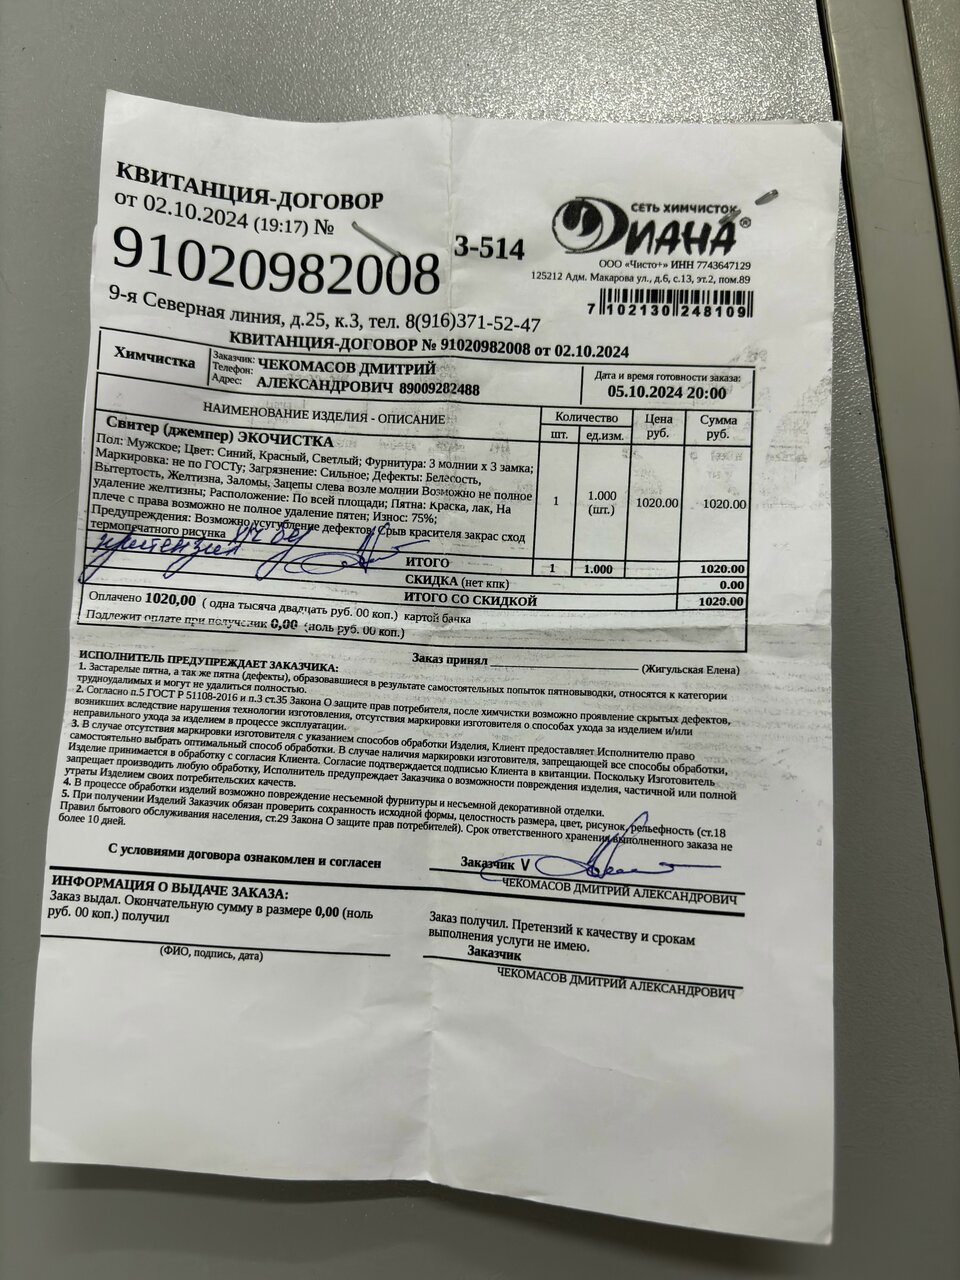 КВИТАНЦИЯ-ДОГОВОР
от 02.10.2024 (19:17) №
91020982008
3-514
СЕТЬ ХИМЧИСТОК
ДИАНА®
ООО «Чисто+» ИНН 7743647129
125212 Адм. Макарова ул., д.6, с.13, эт.2, пом.89
7 102130 248109
9-я Северная линия, д.25, к.3, тел. 8(916)371-52-47
КВИТАНЦИЯ-ДОГОВОР № 91020982008 от 02.10.2024
Химчистка
Заказчик: ЧЕКОМАСОВ ДМИТРИЙ
Телефон:
Адрес: АЛЕКСАНДРОВИЧ 89009282488
Дата и время готовности заказа:
05.10.2024 20:00
НАИМЕНОВАНИЕ ИЗДЕЛИЯ - ОПИСАНИЕ
Количество
шт. ед.изм.
Цена руб.
Сумма руб.
Свитер (джемпер) ЭКОЧИСТКА
Пол: Мужское; Цвет: Синий, Красный, Светлый; Фурнитура: 3 молнии х 3 замка;
Маркировка: не по ГОСТу; Загрязнение: Сильное; Дефекты: Белесость,
Вытертость, Желтизна, Заломы, Зацепы слева возле молнии Возможно не полное
удаление желтизны; Расположение: По всей площади; Пятна: Краска, лак, На
плече с права возможно не полное удаление пятен; Износ: 75%;
Предупреждения: Возможно усугубление дефектов, Срыв красителя закрас сход
термопечатного рисунка
1 1.000 (шт.) 1020.00 1020.00
претензий
ИТОГО 1 1.000 1020.00
СКИДКА (нет кпк) 0.00
ИТОГО СО СКИДКОЙ 1020.00
Оплачено 1020,00 ( одна тысяча двадцать руб. 00 коп.) картой банка
Подлежит оплате при получении 0,00 (ноль руб. 00 коп.)
Заказ принял (Жигульская Елена)
ИСПОЛНИТЕЛЬ ПРЕДУПРЕЖДАЕТ ЗАКАЗЧИКА:
1. Застарелые пятна, а так же пятна (дефекты), образовавшиеся в результате самостоятельных попыток пятновыводки, относятся к категории
трудноудалимых и могут не удалиться полностью.
2. Согласно п.5 ГОСТ Р 51108-2016 и п.3 ст.35 Закона О защите прав потребителя, после химчистки возможно проявление скрытых дефектов,
возникших вследствие нарушения технологии изготовления, отсутствия маркировки изготовителя о способах ухода за изделием и/или
неправильного ухода за изделием в процессе эксплуатации.
3. В случае отсутствия маркировки изготовителя с указанием способов обработки Изделия, Клиент предоставляет Исполнителю право
самостоятельно выбрать оптимальный способ обработки. В случае наличия маркировки изготовителя, запрещающей все способы обработки,
Изделие принимается в обработку с согласия Клиента. Согласие подтверждается подписью Клиента в квитанции. Поскольку Изготовитель
запрещает производить любую обработку, Исполнитель предупреждает Заказчика о возможности повреждения изделия, частичной или полной
утраты Изделием своих потребительских качеств.
4. В процессе обработки изделий возможно повреждение несъемной фурнитуры и несъемной декоративной отделки.
5. При получении Изделий Заказчик обязан проверить сохранность исходной формы, целостность размера, цвет, рисунок, рельефность (ст.18
Правил бытового обслуживания населения, ст.29 Закона О защите прав потребителя). Срок ответственного хранения выполненного заказа не
более 10 дней.
С условиями договора ознакомлен и согласен
Заказчик V
ЧЕКОМАСОВ ДМИТРИЙ АЛЕКСАНДРОВИЧ
ИНФОРМАЦИЯ О ВЫДАЧЕ ЗАКАЗА:
Заказ выдал. Окончательную сумму в размере 0,00 (ноль
руб. 00 коп.) получил
(ФИО, подпись, дата)
Заказ получил. Претензий к качеству и срокам
выполнения услуги не имею.
Заказчик
ЧЕКОМАСОВ ДМИТРИЙ АЛЕКСАНДРОВИЧ